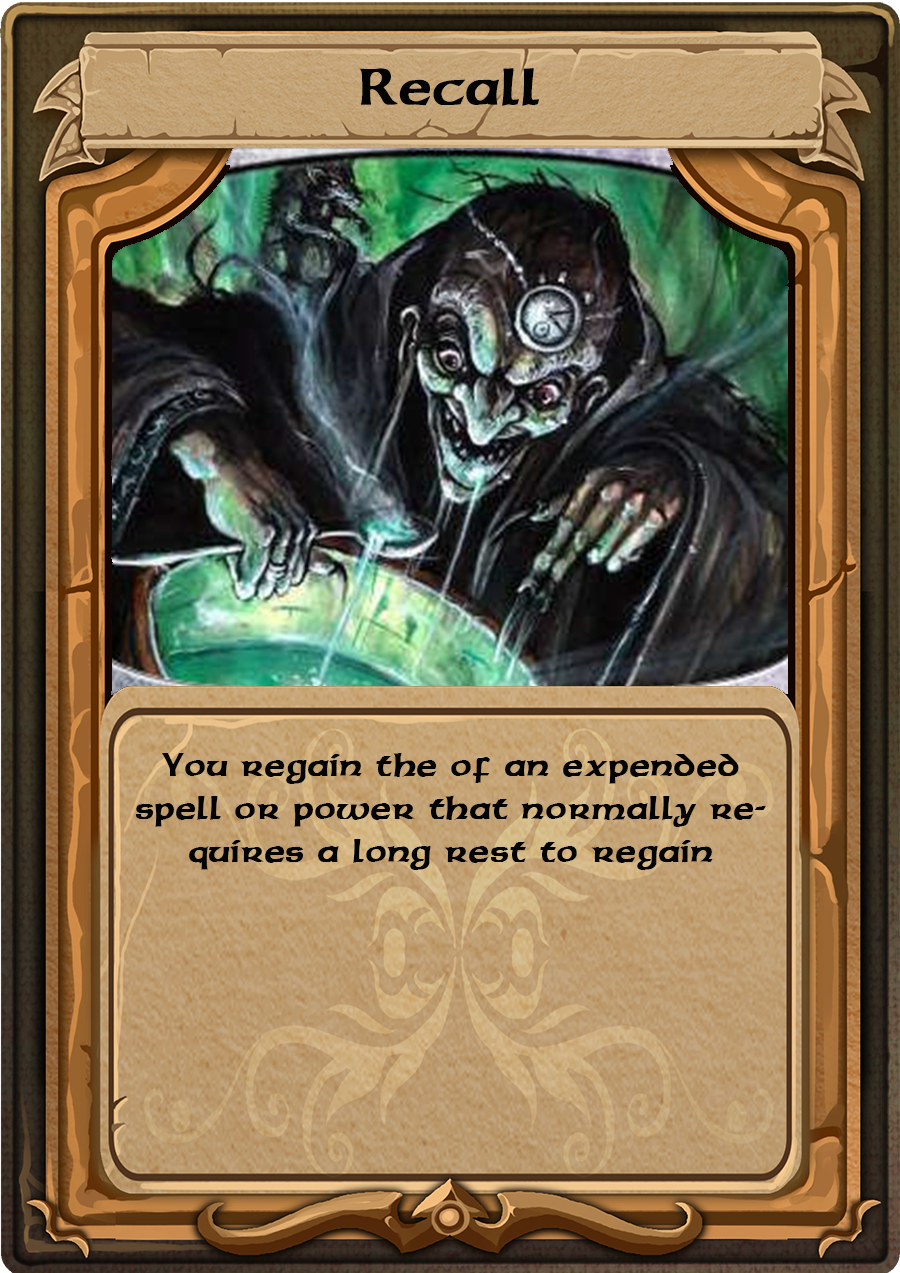 Recall
You regain the of an expended
spell or power that normally re-
quires a long rest to regain